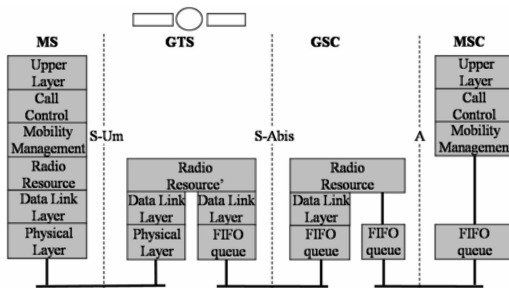 MS
GTS
GSC
MSC
Upper
Layer
Call
Control
Mobility
Management
Radio
Resource
Data Link
Layer
Physical
Layer
S-Um
Radio
Resource’
Data Link
Layer
Physical
Layer
Data Link
Layer
FIFO
queue
S-Abis
Radio
Resource
Data Link
Layer
FIFO
queue
FIFO
queue
A
Upper
Layer
Call
Control
Mobility
Management
FIFO
queue